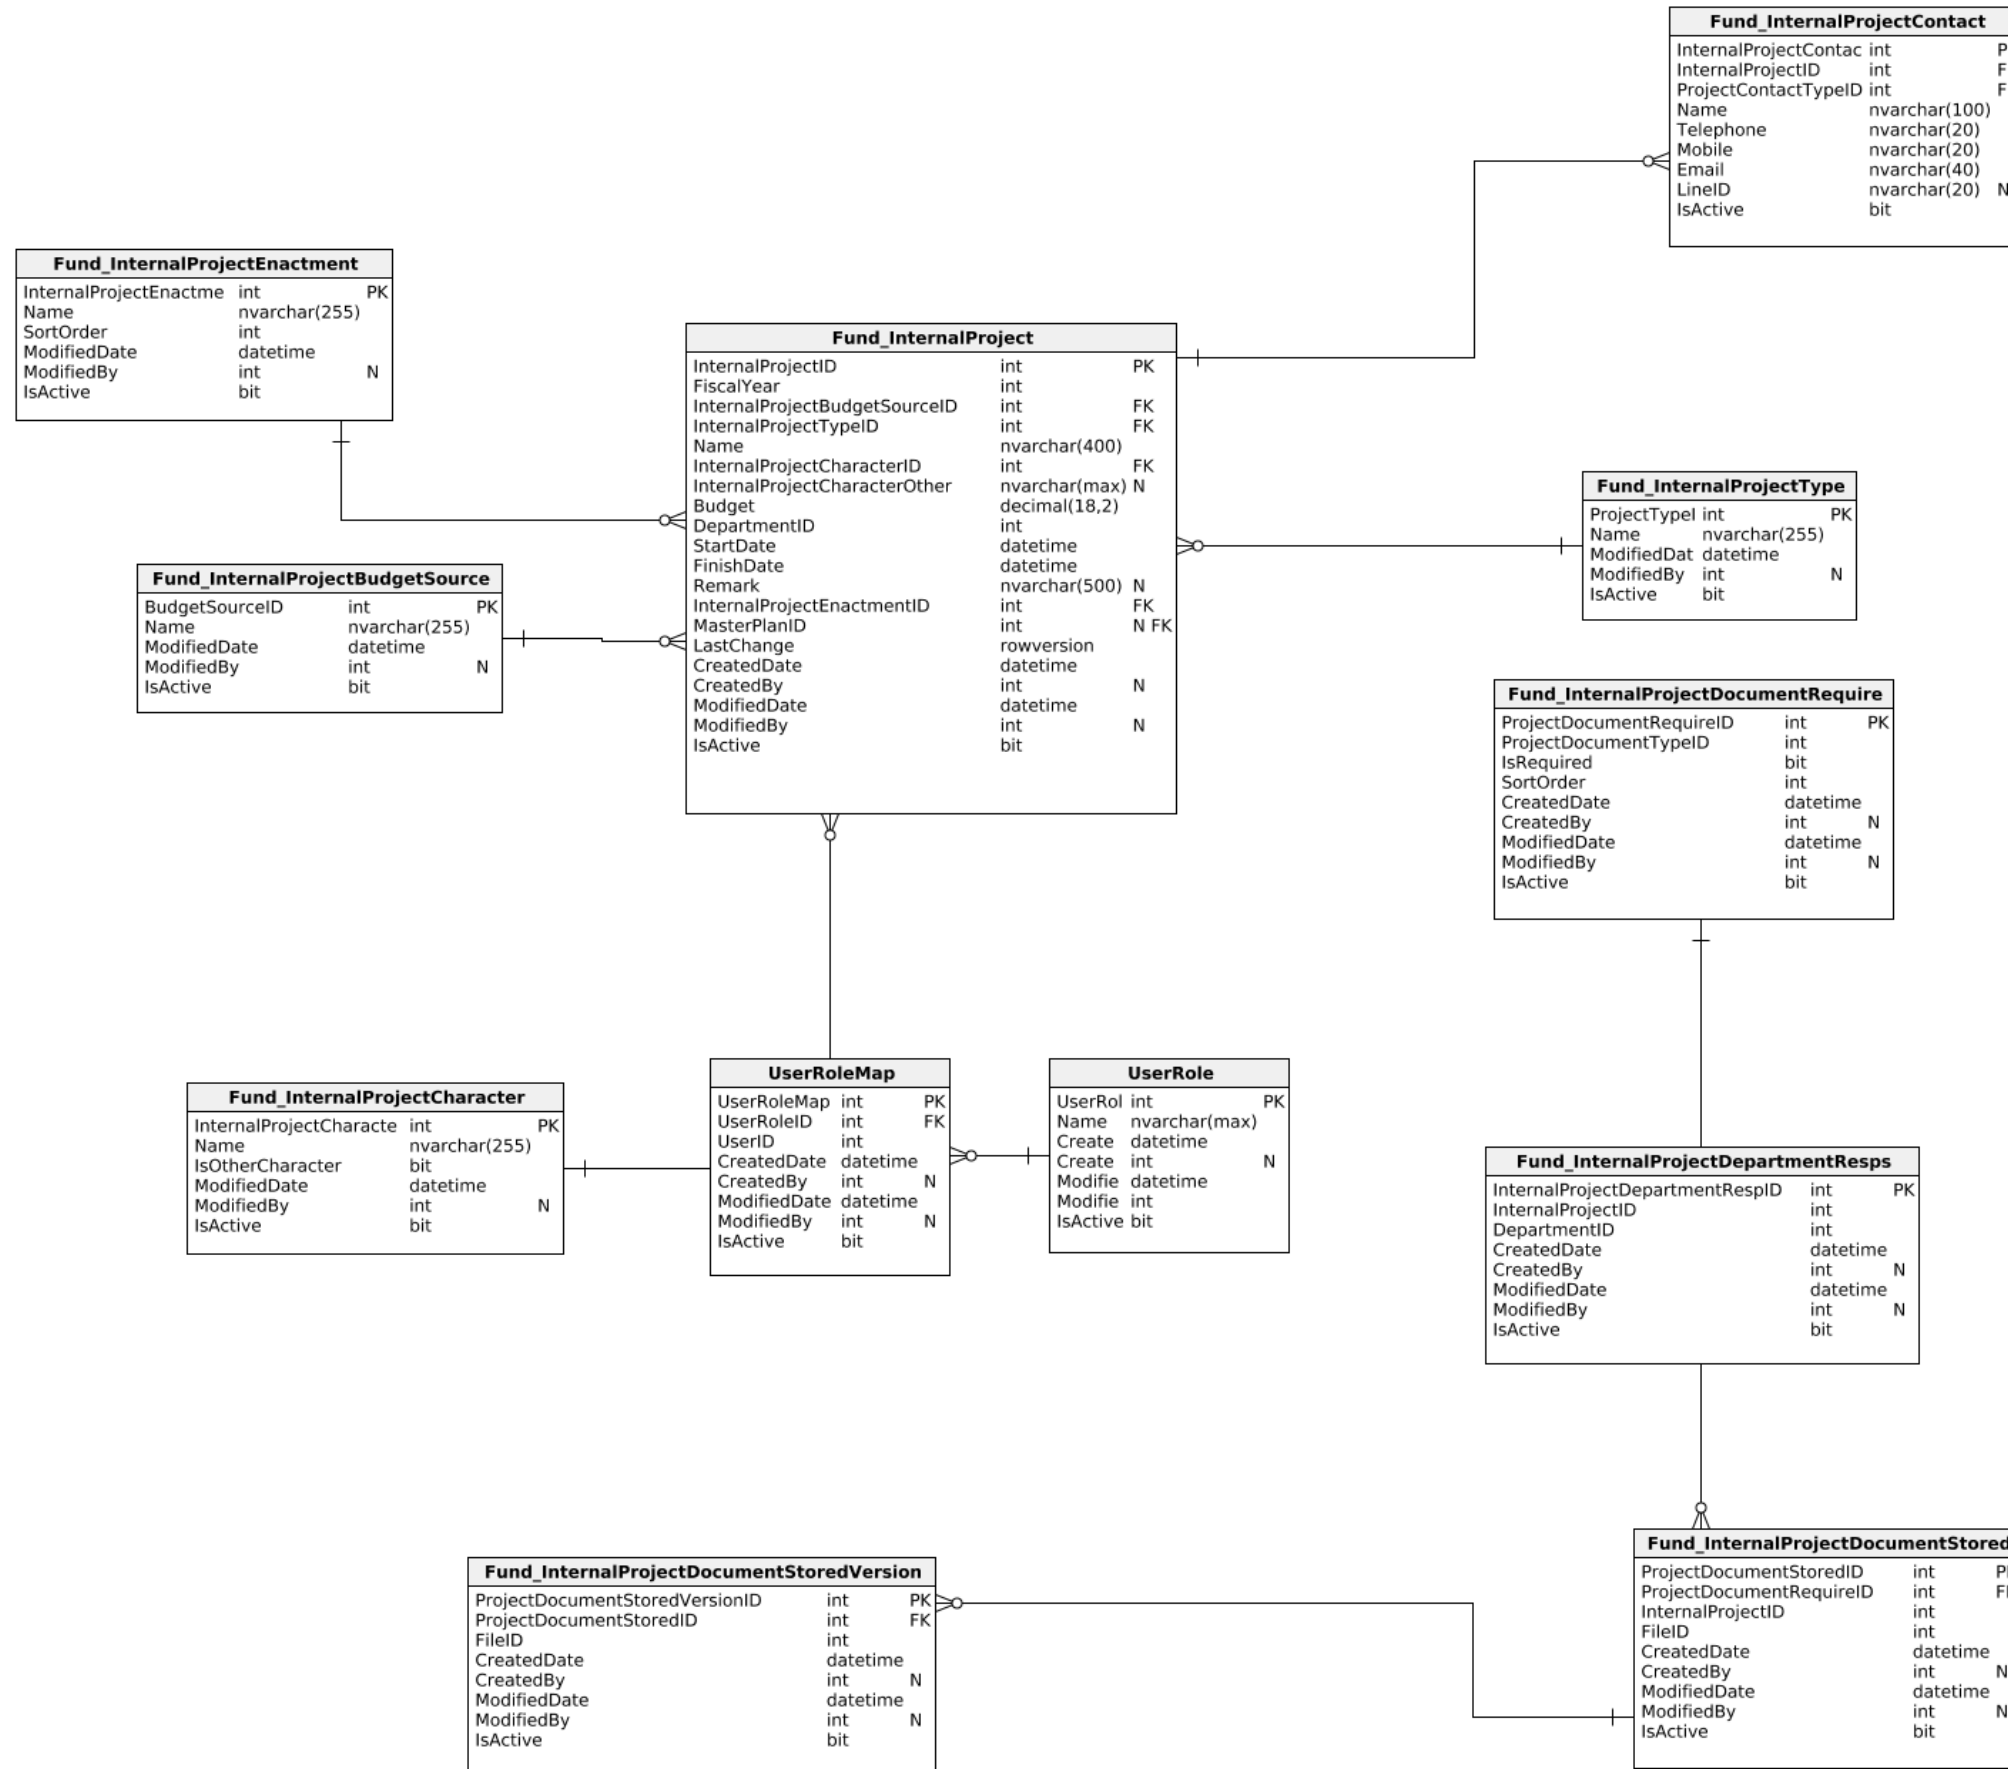 Fund_InternalProjectContact
InternalProjectContac int P
InternalProjectID int F
ProjectContactTypeID int F
Name nvarchar(100)
Telephone nvarchar(20)
Mobile nvarchar(20)
Email nvarchar(40)
LineID nvarchar(20) N
IsActive bit
Fund_InternalProjectEnactment
InternalProjectEnactme int PK
Name nvarchar(255)
SortOrder int
ModifiedDate datetime
ModifiedBy int N
IsActive bit
Fund_InternalProject
InternalProjectID int PK
FiscalYear int
InternalProjectBudgetSourceID int FK
InternalProjectTypeID int FK
Name nvarchar(400)
InternalProjectCharacterID int FK
InternalProjectCharacterOther nvarchar(max) N
Budget decimal(18,2)
DepartmentID int
StartDate datetime
FinishDate datetime
Remark nvarchar(500) N
InternalProjectEnactmentID int FK
MasterPlanID int N FK
LastChange rowversion
CreatedDate datetime
CreatedBy int N
ModifiedDate datetime
ModifiedBy int N
IsActive bit
Fund_InternalProjectType
ProjectTypeI int PK
Name nvarchar(255)
ModifiedDat datetime
ModifiedBy int N
IsActive bit
Fund_InternalProjectBudgetSource
BudgetSourceID int PK
Name nvarchar(255)
ModifiedDate datetime
ModifiedBy int N
IsActive bit
Fund_InternalProjectDocumentRequire
ProjectDocumentRequireID int PK
ProjectDocumentTypeID int
IsRequired bit
SortOrder int
CreatedDate datetime
CreatedBy int N
ModifiedDate datetime
ModifiedBy int N
IsActive bit
Fund_InternalProjectCharacter
InternalProjectCharacte int PK
Name nvarchar(255)
IsOtherCharacter bit
ModifiedDate datetime
ModifiedBy int N
IsActive bit
UserRoleMap
UserRoleMap int PK
UserRoleID int FK
UserID int
CreatedDate datetime
CreatedBy int N
ModifiedDate datetime
ModifiedBy int N
IsActive bit
UserRole
UserRol int PK
Name nvarchar(max)
Create datetime
Create int N
Modifie datetime
Modifie int
IsActive bit
Fund_InternalProjectDepartmentResps
InternalProjectDepartmentRespID int PK
InternalProjectID int
DepartmentID int
CreatedDate datetime
CreatedBy int N
ModifiedDate datetime
ModifiedBy int N
IsActive bit
Fund_InternalProjectDocumentStoredVersion
ProjectDocumentStoredVersionID int PK
ProjectDocumentStoredID int FK
FileID int
CreatedDate datetime
CreatedBy int N
ModifiedDate datetime
ModifiedBy int N
IsActive bit
Fund_InternalProjectDocumentStored
ProjectDocumentStoredID int P
ProjectDocumentRequireID int F
InternalProjectID int
FileID int
CreatedDate datetime
CreatedBy int N
ModifiedDate datetime
ModifiedBy int N
IsActive bit